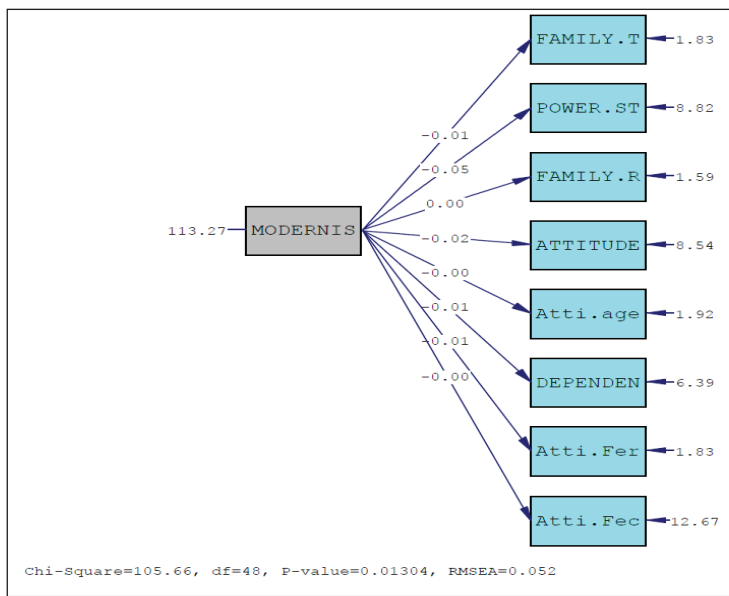 FAMILY.T
1.83
POWER.ST
8.82
-0.01
-0.05
FAMILY.R
1.59
0.00
113.27
MODERNIS
-0.02
ATTITUDE
8.54
-0.00
Atti.age
1.92
-0.01
-0.01
-0.00
DEPENDEN
6.39
Atti.Fer
1.83
Atti.Fec
12.67
Chi-Square=105.66, df=48, P-value=0.01304, RMSEA=0.052